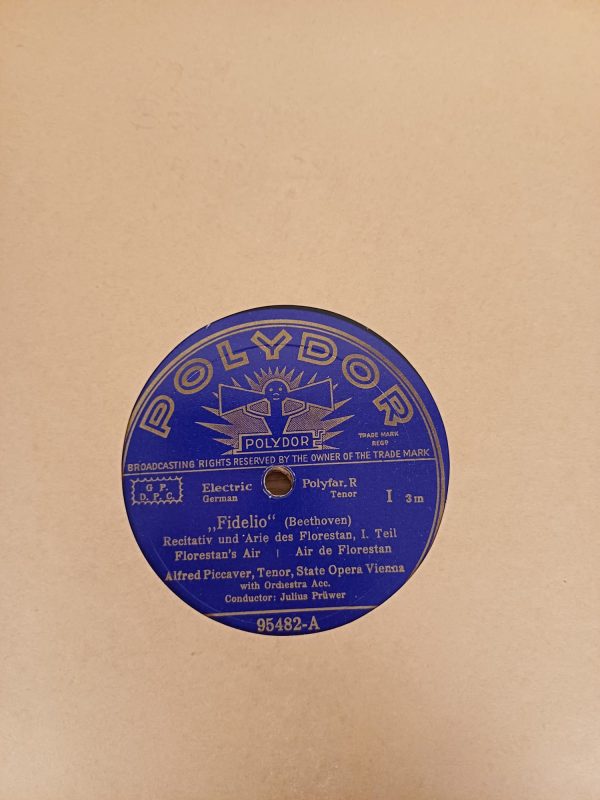 POLYDOR
POLYDOR
TRADE MARK
REGD
BROADCASTING RIGHTS RESERVED BY THE OWNER OF THE TRADE MARK
G. P.
D. P. C.
Electric
German
Polyfar. R
Tenor
I 3 m
„Fidelio“ (Beethoven)
Recitativ und Arie des Florestan, I. Teil
Florestan's Air | Air de Florestan
Alfred Piccaver, Tenor, State Opera Vienna
with Orchestra Acc.
Conductor: Julius Prüwer
95482-A